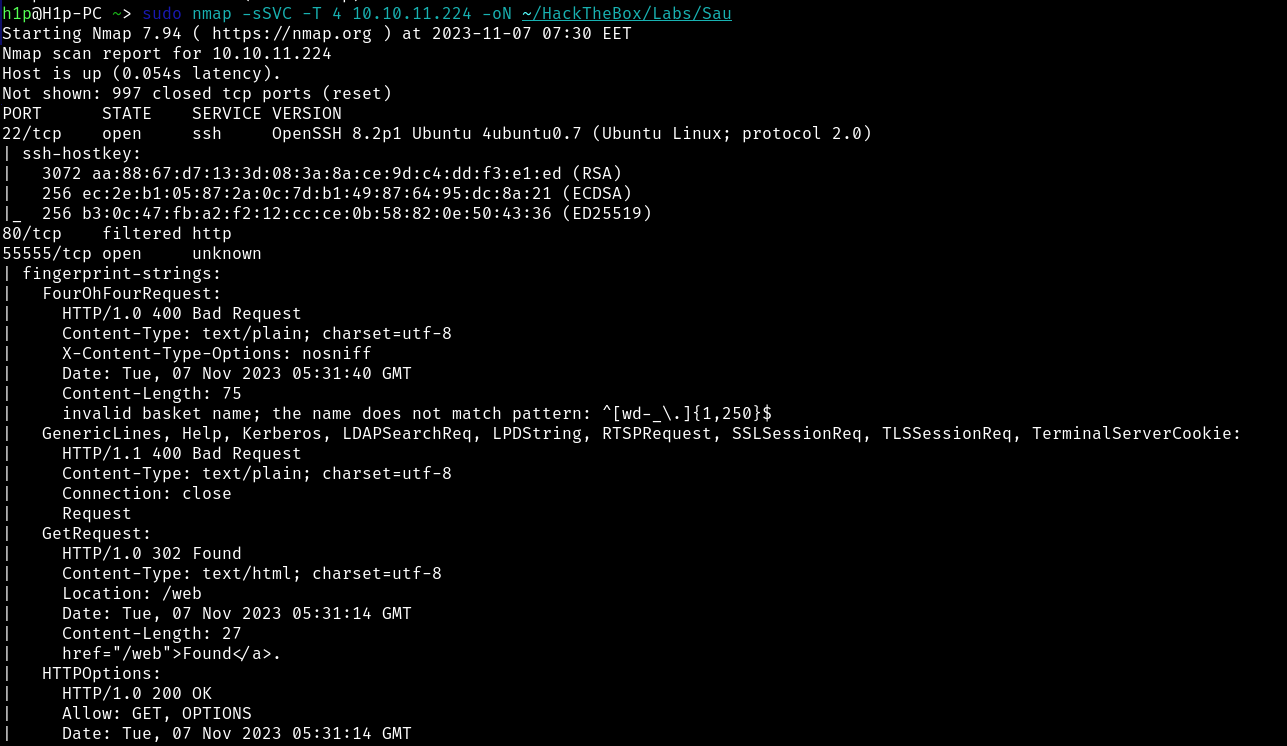 h1p@H1p-PC ~> sudo nmap -sSVC -T 4 10.10.11.224 -oN ~/HackTheBox/Labs/Sau
Starting Nmap 7.94 ( https://nmap.org ) at 2023-11-07 07:30 EET
Nmap scan report for 10.10.11.224
Host is up (0.054s latency).
Not shown: 997 closed tcp ports (reset)
PORT      STATE    SERVICE VERSION
22/tcp    open     ssh     OpenSSH 8.2p1 Ubuntu 4ubuntu0.7 (Ubuntu Linux; protocol 2.0)
| ssh-hostkey:
|   3072 aa:88:67:d7:13:3d:08:3a:8a:ce:9d:c4:dd:f3:e1:ed (RSA)
|   256 ec:2e:b1:05:87:2a:0c:7d:b1:49:87:64:95:dc:8a:21 (ECDSA)
|_  256 b3:0c:47:fb:a2:f2:12:cc:ce:0b:58:82:0e:50:43:36 (ED25519)
80/tcp    filtered http
55555/tcp open     unknown
| fingerprint-strings:
|   FourOhFourRequest:
|     HTTP/1.0 400 Bad Request
|     Content-Type: text/plain; charset=utf-8
|     X-Content-Type-Options: nosniff
|     Date: Tue, 07 Nov 2023 05:31:40 GMT
|     Content-Length: 75
|     invalid basket name; the name does not match pattern: ^[wd-_\.]{1,250}$
|   GenericLines, Help, Kerberos, LDAPSearchReq, LPDString, RTSPRequest, SSLSessionReq, TLSSessionReq, TerminalServerCookie:
|     HTTP/1.1 400 Bad Request
|     Content-Type: text/plain; charset=utf-8
|     Connection: close
|     Request
|   GetRequest:
|     HTTP/1.0 302 Found
|     Content-Type: text/html; charset=utf-8
|     Location: /web
|     Date: Tue, 07 Nov 2023 05:31:14 GMT
|     Content-Length: 27
|     href="/web">Found</a>.
|   HTTPOptions:
|     HTTP/1.0 200 OK
|     Allow: GET, OPTIONS
|     Date: Tue, 07 Nov 2023 05:31:14 GMT